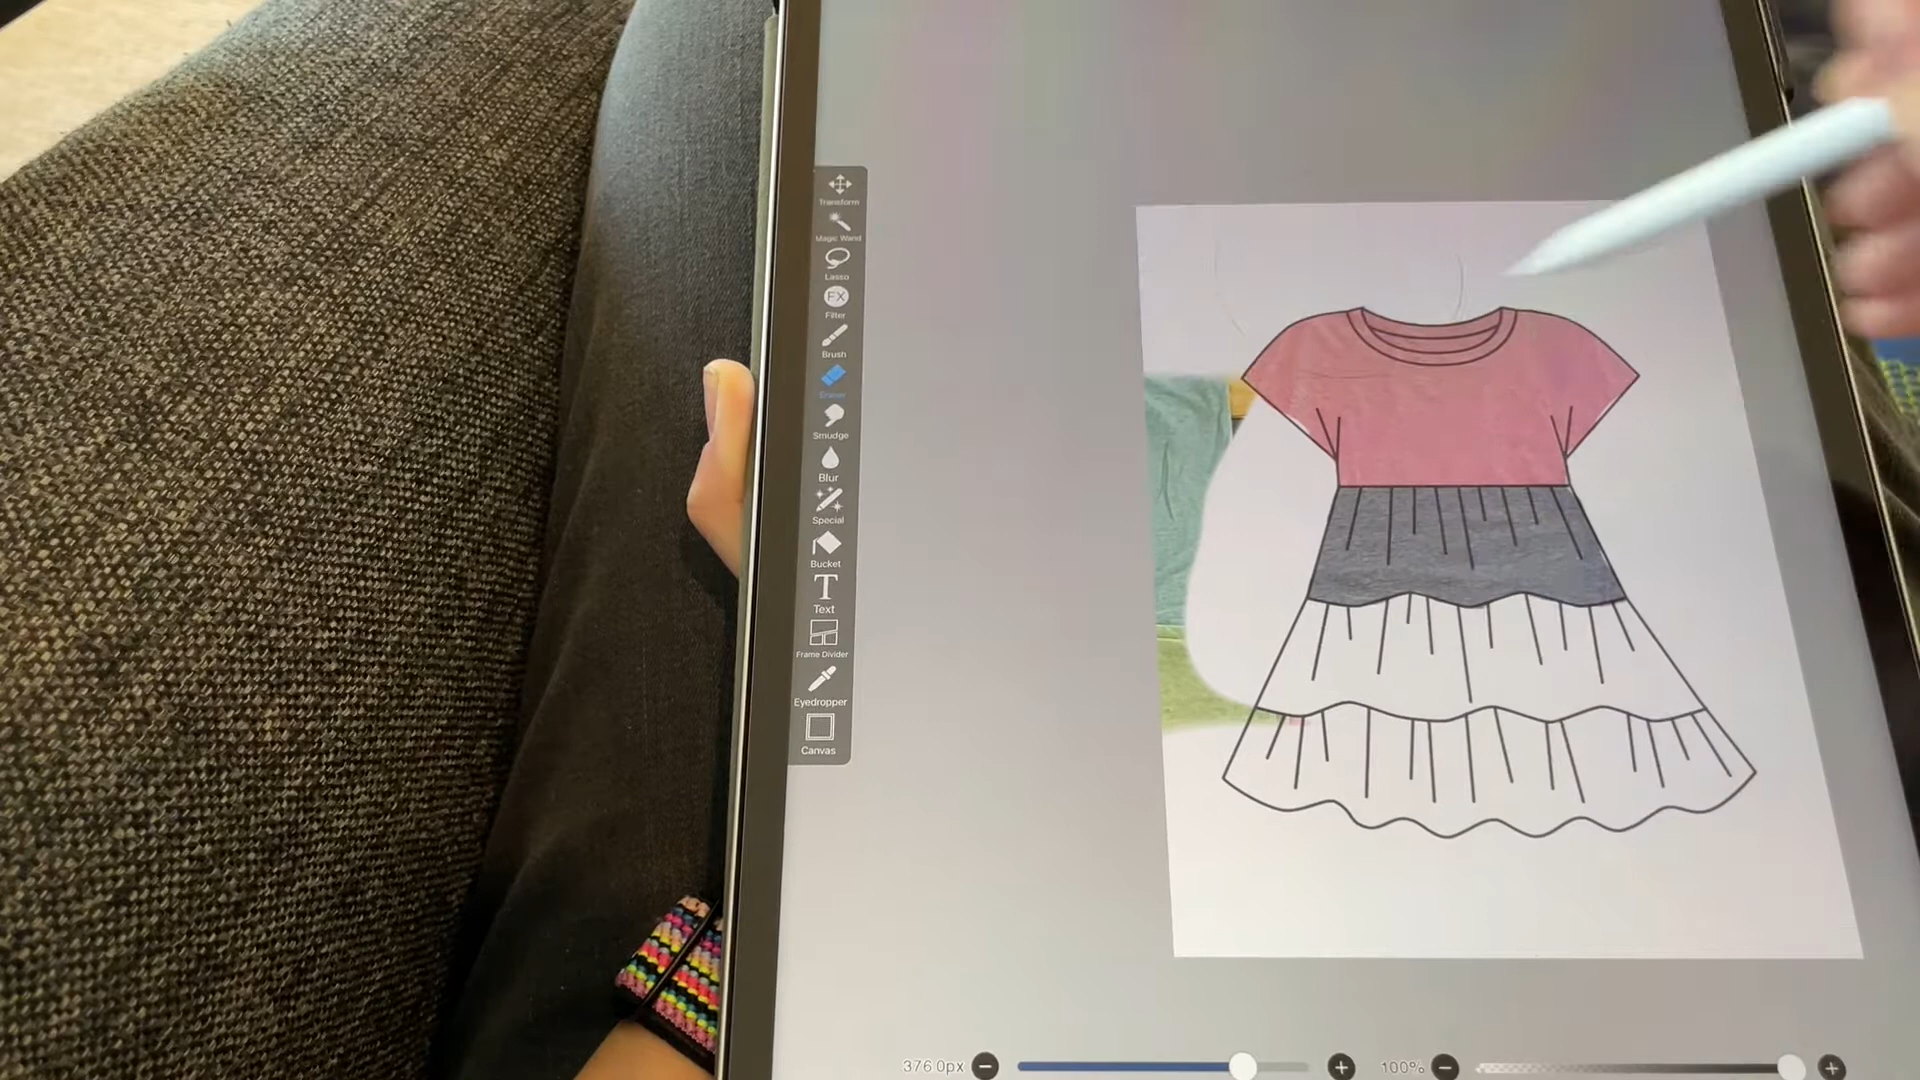 Transform
Magic Wand
Lasso
FX
Filter
Brush
Eraser
Smudge
Blur
Special
Bucket
T
Text
Frame Divider
Eyedropper
Canvas
376.0px
100%